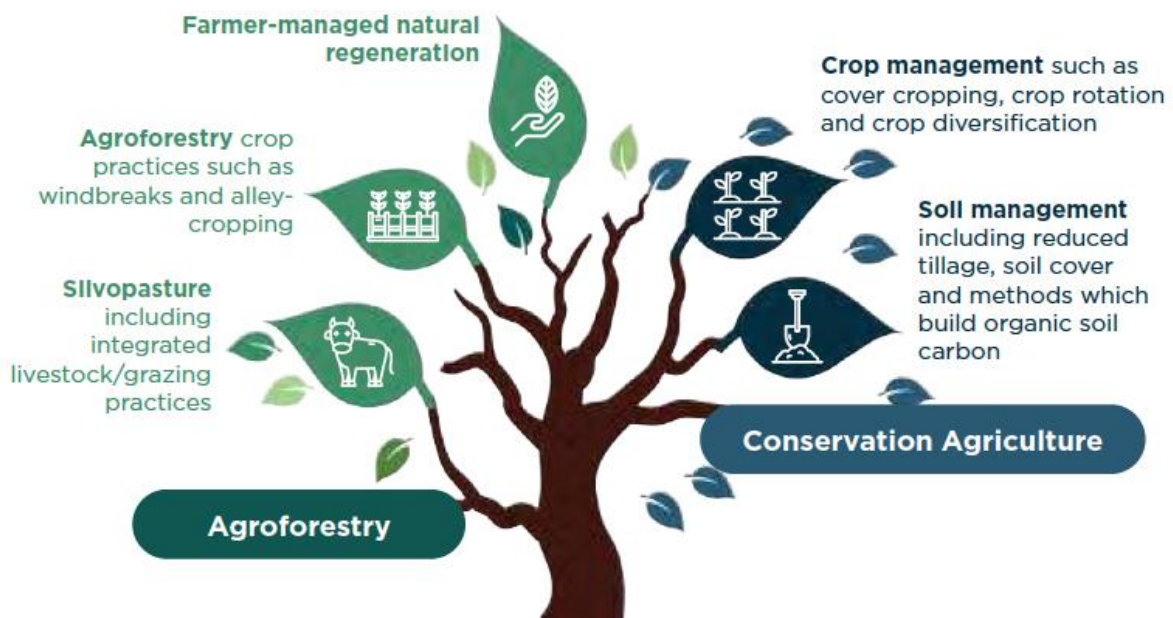 Farmer-managed natural
regeneration
Agroforestry crop
practices such as
windbreaks and alley-
cropping
Silvopasture
including
integrated
livestock/grazing
practices
Agroforestry
Crop management such as
cover cropping, crop rotation
and crop diversification
Soil management
including reduced
tillage, soil cover
and methods which
build organic soil
carbon
Conservation Agriculture